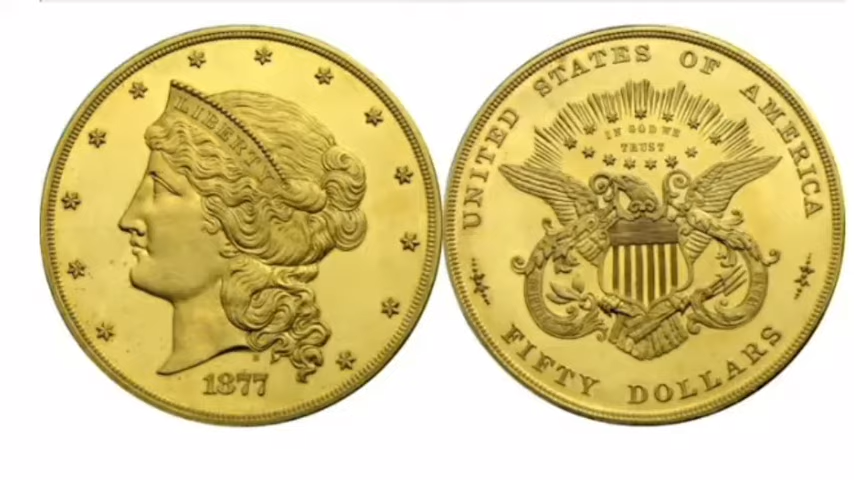 LIBERTY
1877
UNITED STATES OF AMERICA
IN GOD WE
TRUST
FIFTY DOLLARS